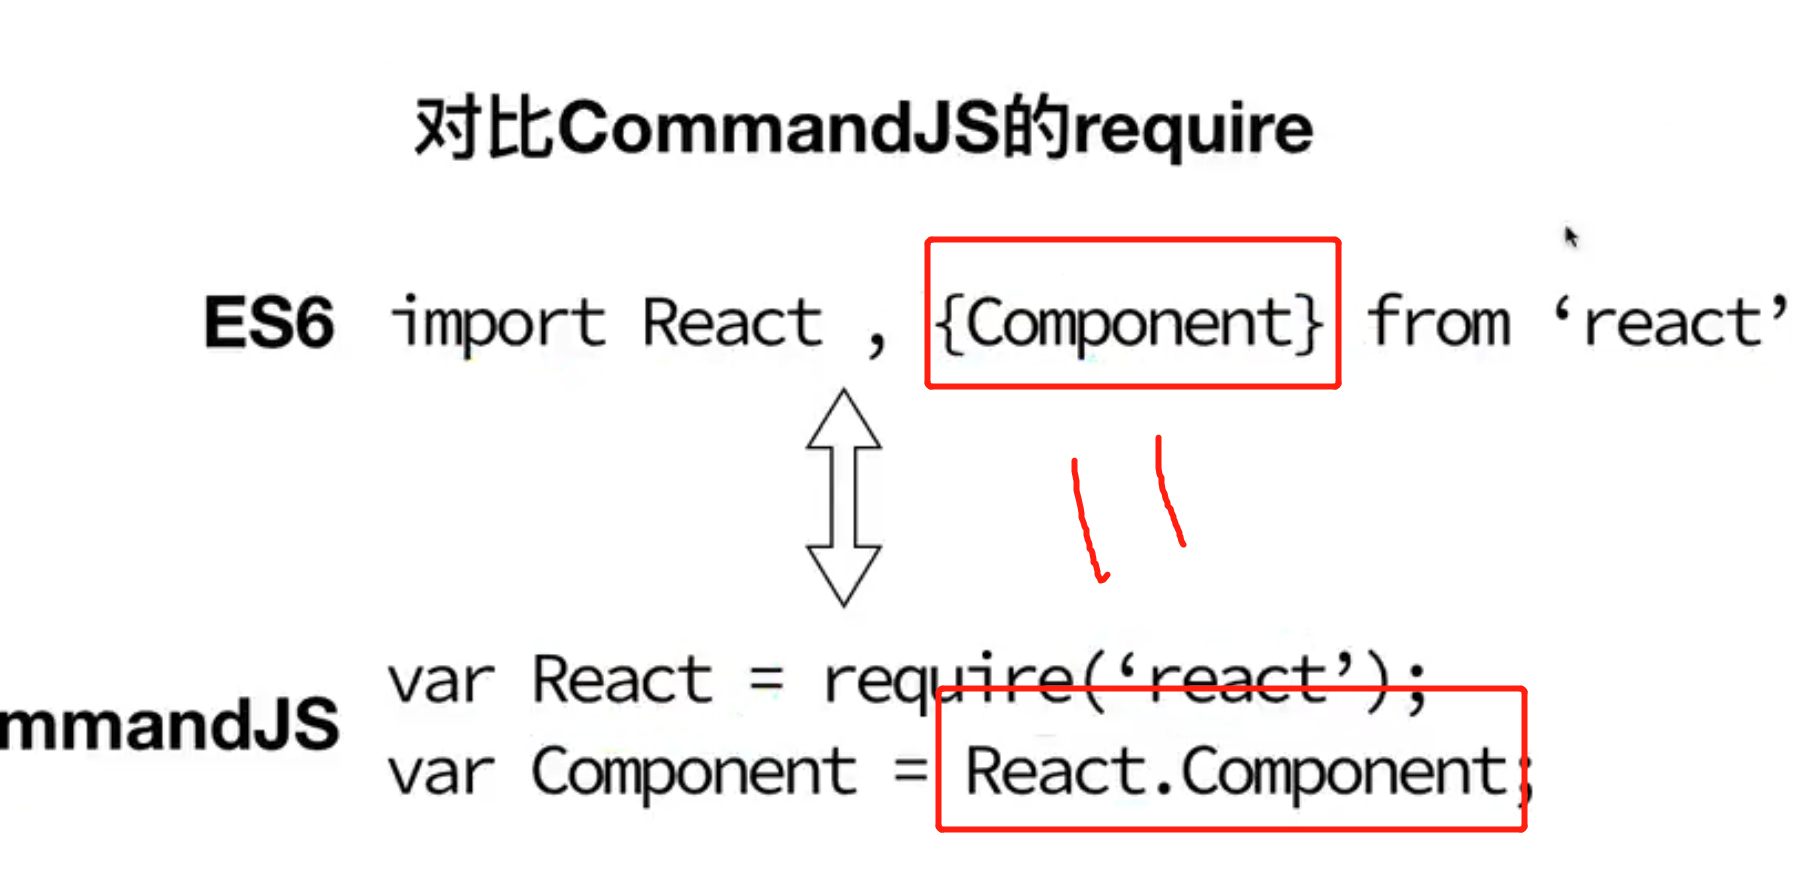 对比CommandJS的require
ES6 import React , {Component} from ‘react’
var React = require(‘react’);
mmandJS
var Component = React.Component;